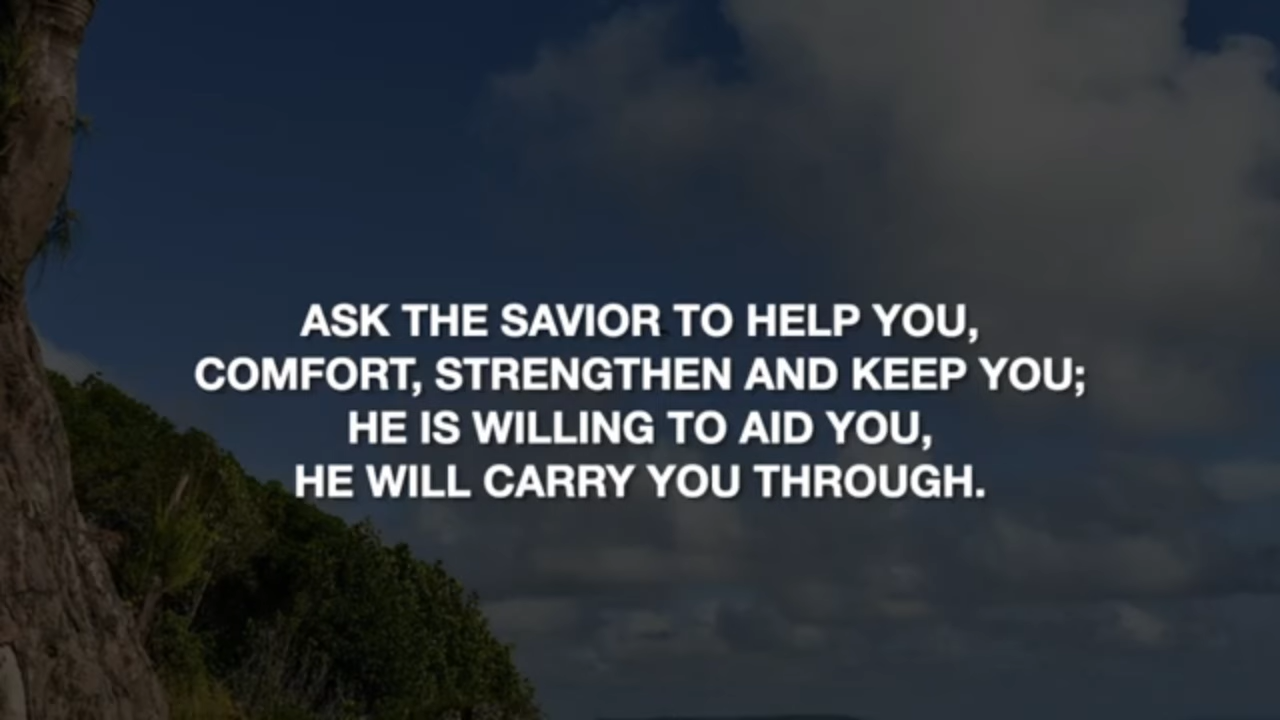 ASK THE SAVIOR TO HELP YOU,
COMFORT, STRENGTHEN AND KEEP YOU;
HE IS WILLING TO AID YOU,
HE WILL CARRY YOU THROUGH.